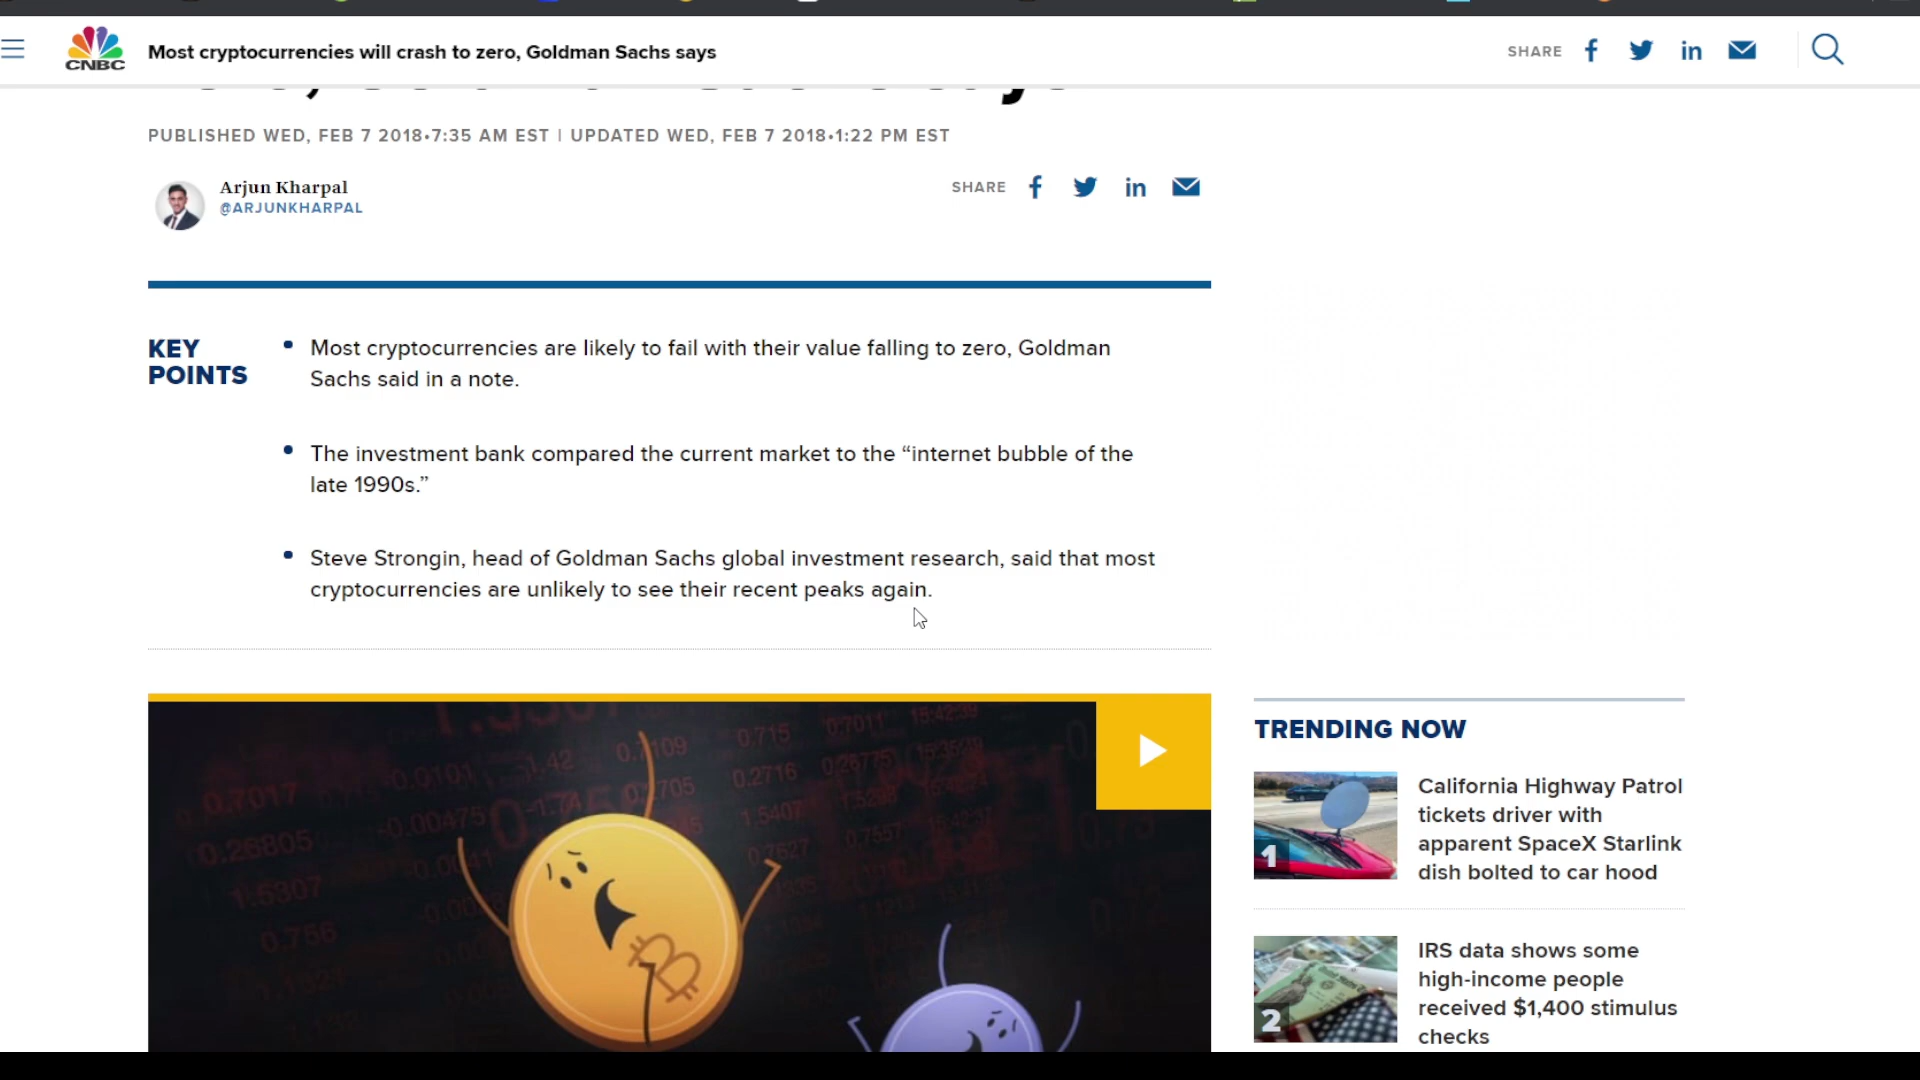 CNBC
Most cryptocurrencies will crash to zero, Goldman Sachs says
SHARE
PUBLISHED WED, FEB 7 2018•7:35 AM EST | UPDATED WED, FEB 7 2018•1:22 PM EST
Arjun Kharpal
@ARJUNKHARPAL
SHARE
KEY
POINTS
Most cryptocurrencies are likely to fail with their value falling to zero, Goldman
Sachs said in a note.
The investment bank compared the current market to the “internet bubble of the
late 1990s.”
Steve Strongin, head of Goldman Sachs global investment research, said that most
cryptocurrencies are unlikely to see their recent peaks again.
TRENDING NOW
1
California Highway Patrol
tickets driver with
apparent SpaceX Starlink
dish bolted to car hood
2
IRS data shows some
high-income people
received $1,400 stimulus
checks